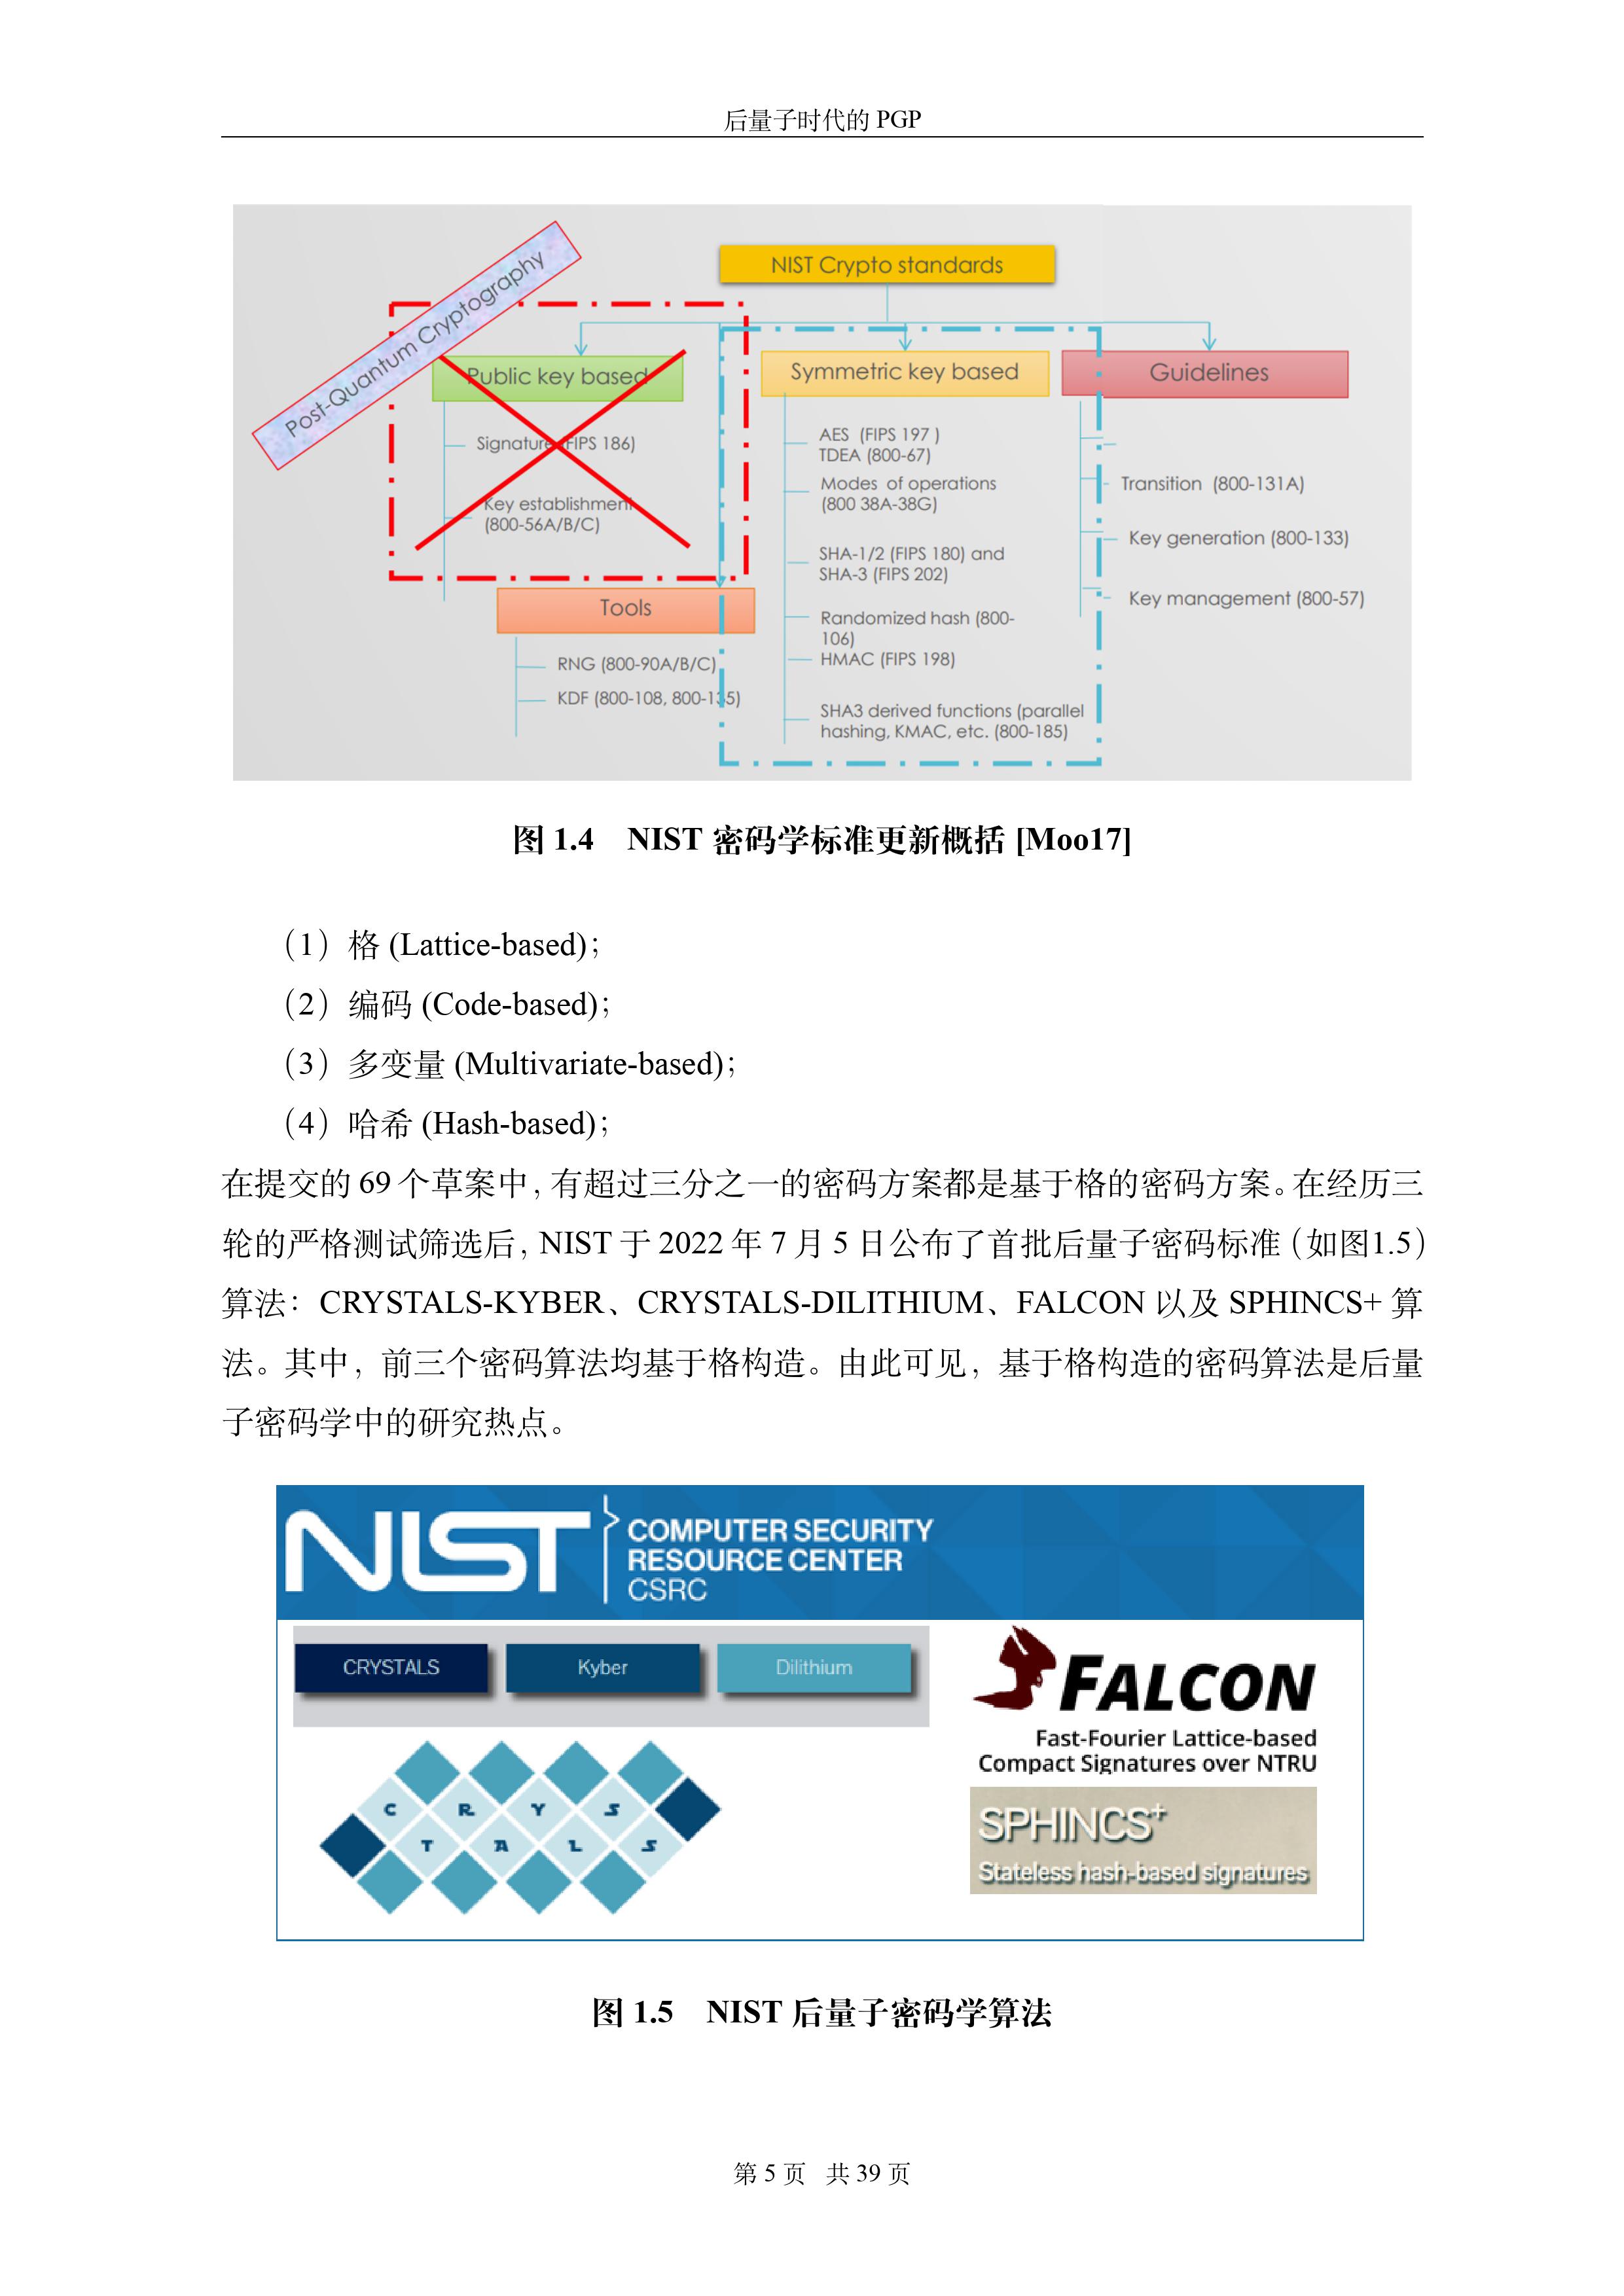 后量子时代的 PGP
Post-Quantum Cryptography
NIST Crypto standards
Public key based
Signature (FIPS 186)
Key establishment
(800-56A/B/C)
Tools
RNG (800-90A/B/C)
KDF (800-108, 800-135)
Symmetric key based
AES (FIPS 197 )
TDEA (800-67)
Modes of operations
(800 38A-38G)
SHA-1/2 (FIPS 180) and
SHA-3 (FIPS 202)
Randomized hash (800-
106)
HMAC (FIPS 198)
SHA3 derived functions (parallel
hashing, KMAC, etc. (800-185)
Guidelines
Transition (800-131A)
Key generation (800-133)
Key management (800-57)
图 1.4 NIST 密码学标准更新概括 [Moo17]
（1）格 (Lattice-based)；
（2）编码 (Code-based)；
（3）多变量 (Multivariate-based)；
（4）哈希 (Hash-based)；
在提交的 69 个草案中，有超过三分之一的密码方案都是基于格的密码方案。在经历三
轮的严格测试筛选后，NIST 于 2022 年 7 月 5 日公布了首批后量子密码标准（如图1.5）
算法：CRYSTALS-KYBER、CRYSTALS-DILITHIUM、FALCON 以及 SPHINCS+ 算
法。其中，前三个密码算法均基于格构造。由此可见，基于格构造的密码算法是后量
子密码学中的研究热点。
NIST
COMPUTER SECURITY
RESOURCE CENTER
CSRC
CRYSTALS Kyber Dilithium
C R Y S
T A L S
FALCON
Fast-Fourier Lattice-based
Compact Signatures over NTRU
SPHINCS+
Stateless hash-based signatures
图 1.5 NIST 后量子密码学算法
第 5 页 共 39 页